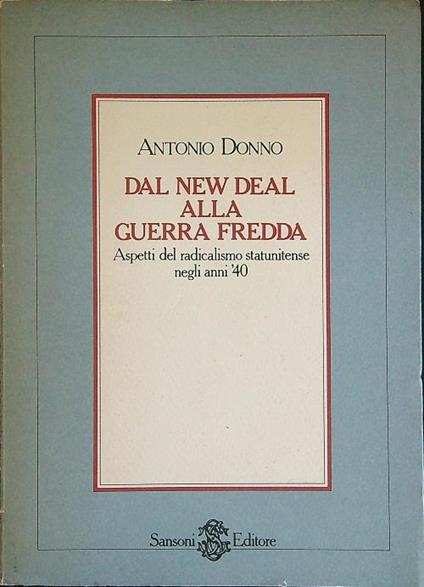 ANTONIO DONNO
DAL NEW DEAL
ALLA
GUERRA FREDDA
Aspetti del radicalismo statunitense
negli anni '40
Sansoni Editore